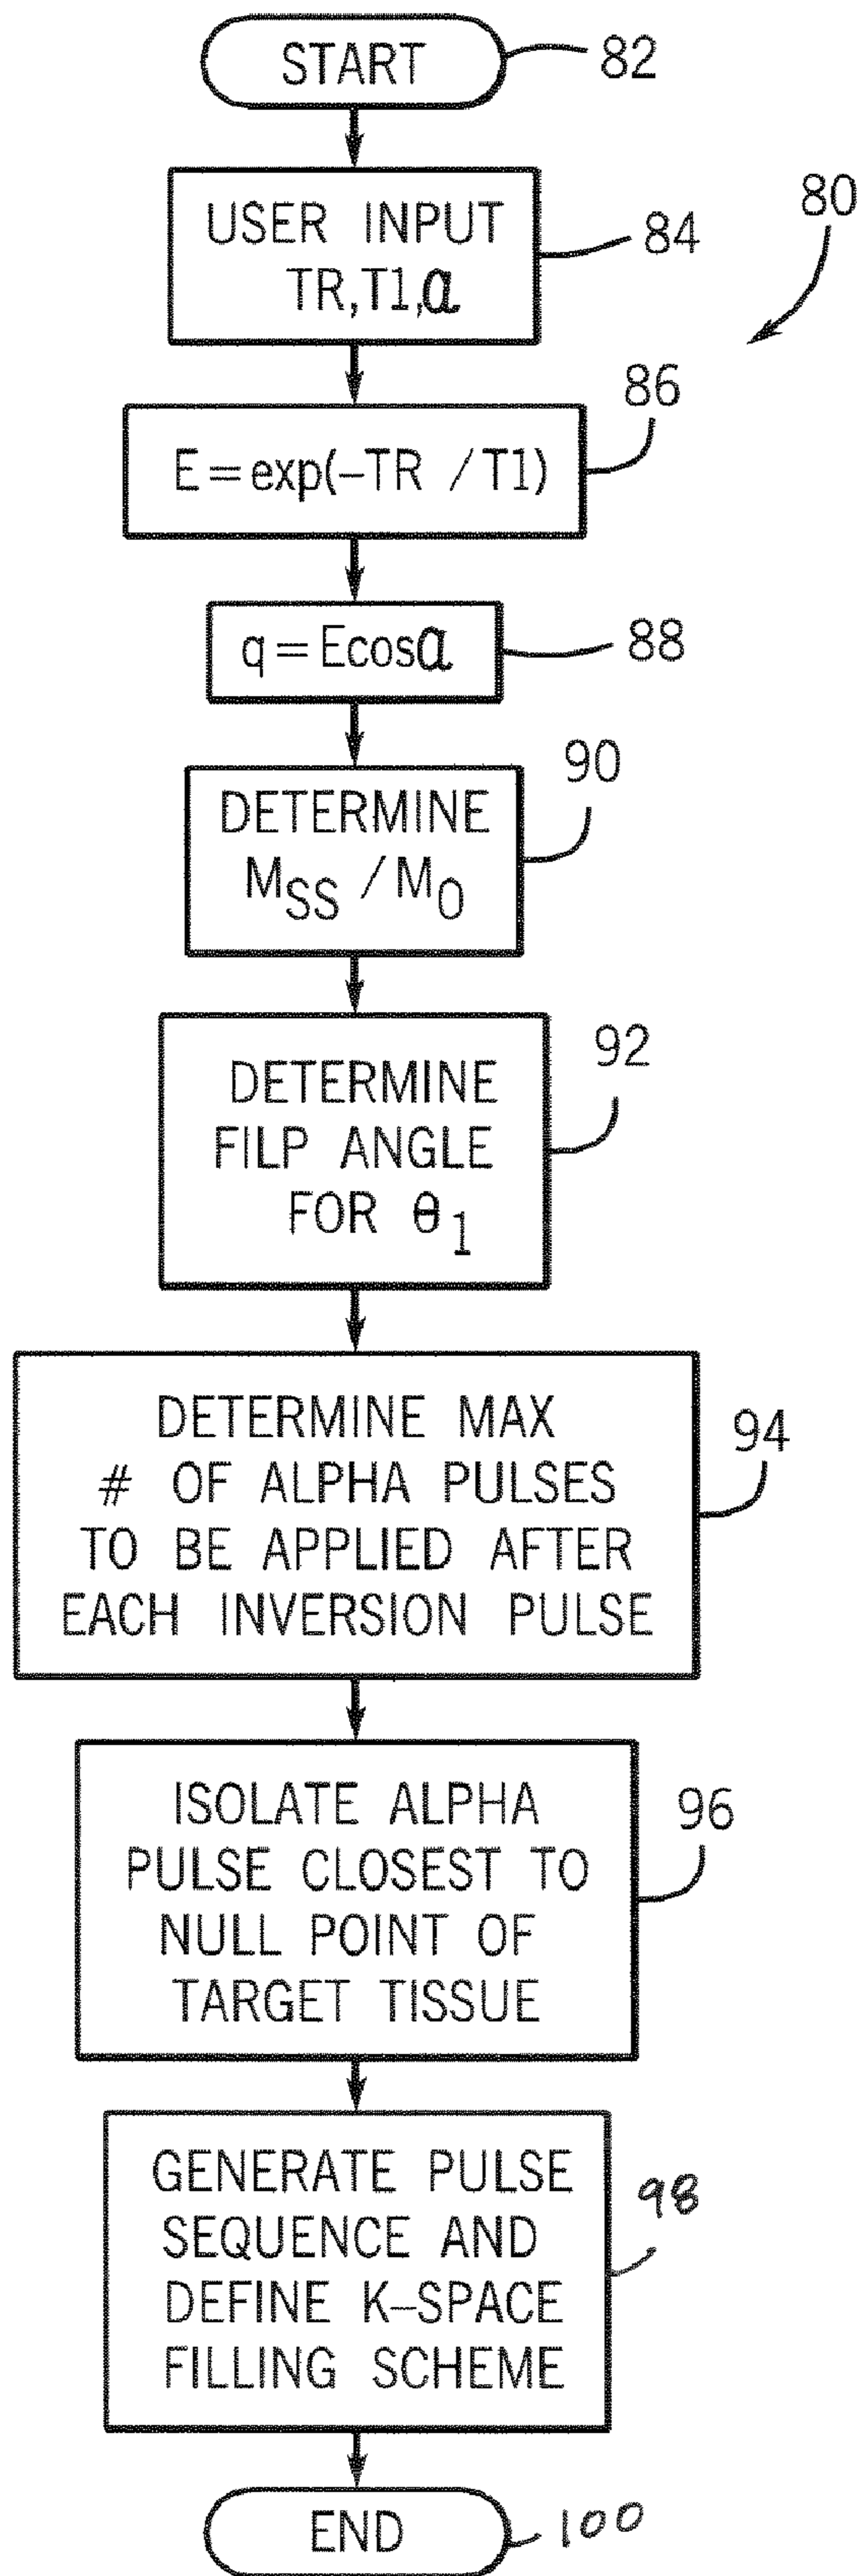 START
82
80
USER INPUT
TR,T1,α
84
86
E=exp(-TR /T1)
q=Ecosα
88
90
DETERMINE
MSS /MO
92
DETERMINE
FILP ANGLE
FOR θ1
94
DETERMINE MAX
# OF ALPHA PULSES
TO BE APPLIED AFTER
EACH INVERSION PULSE
96
ISOLATE ALPHA
PULSE CLOSEST TO
NULL POINT OF
TARGET TISSUE
98
GENERATE PULSE
SEQUENCE AND
DEFINE K-SPACE
FILLING SCHEME
END
100